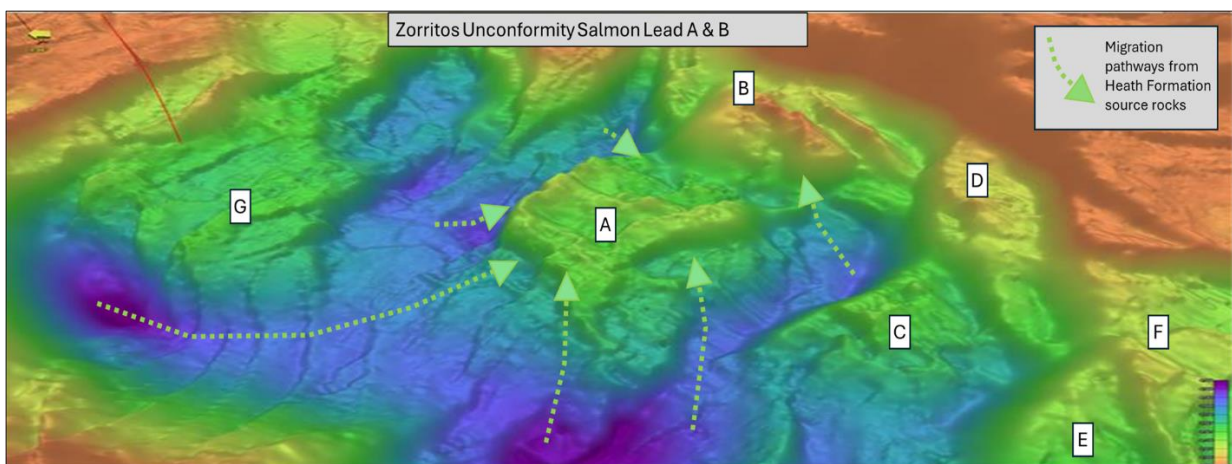 Zorritos Unconformity Salmon Lead A & B
Migration
pathways from
Heath Formation
source rocks
B
D
G
A
C
F
E